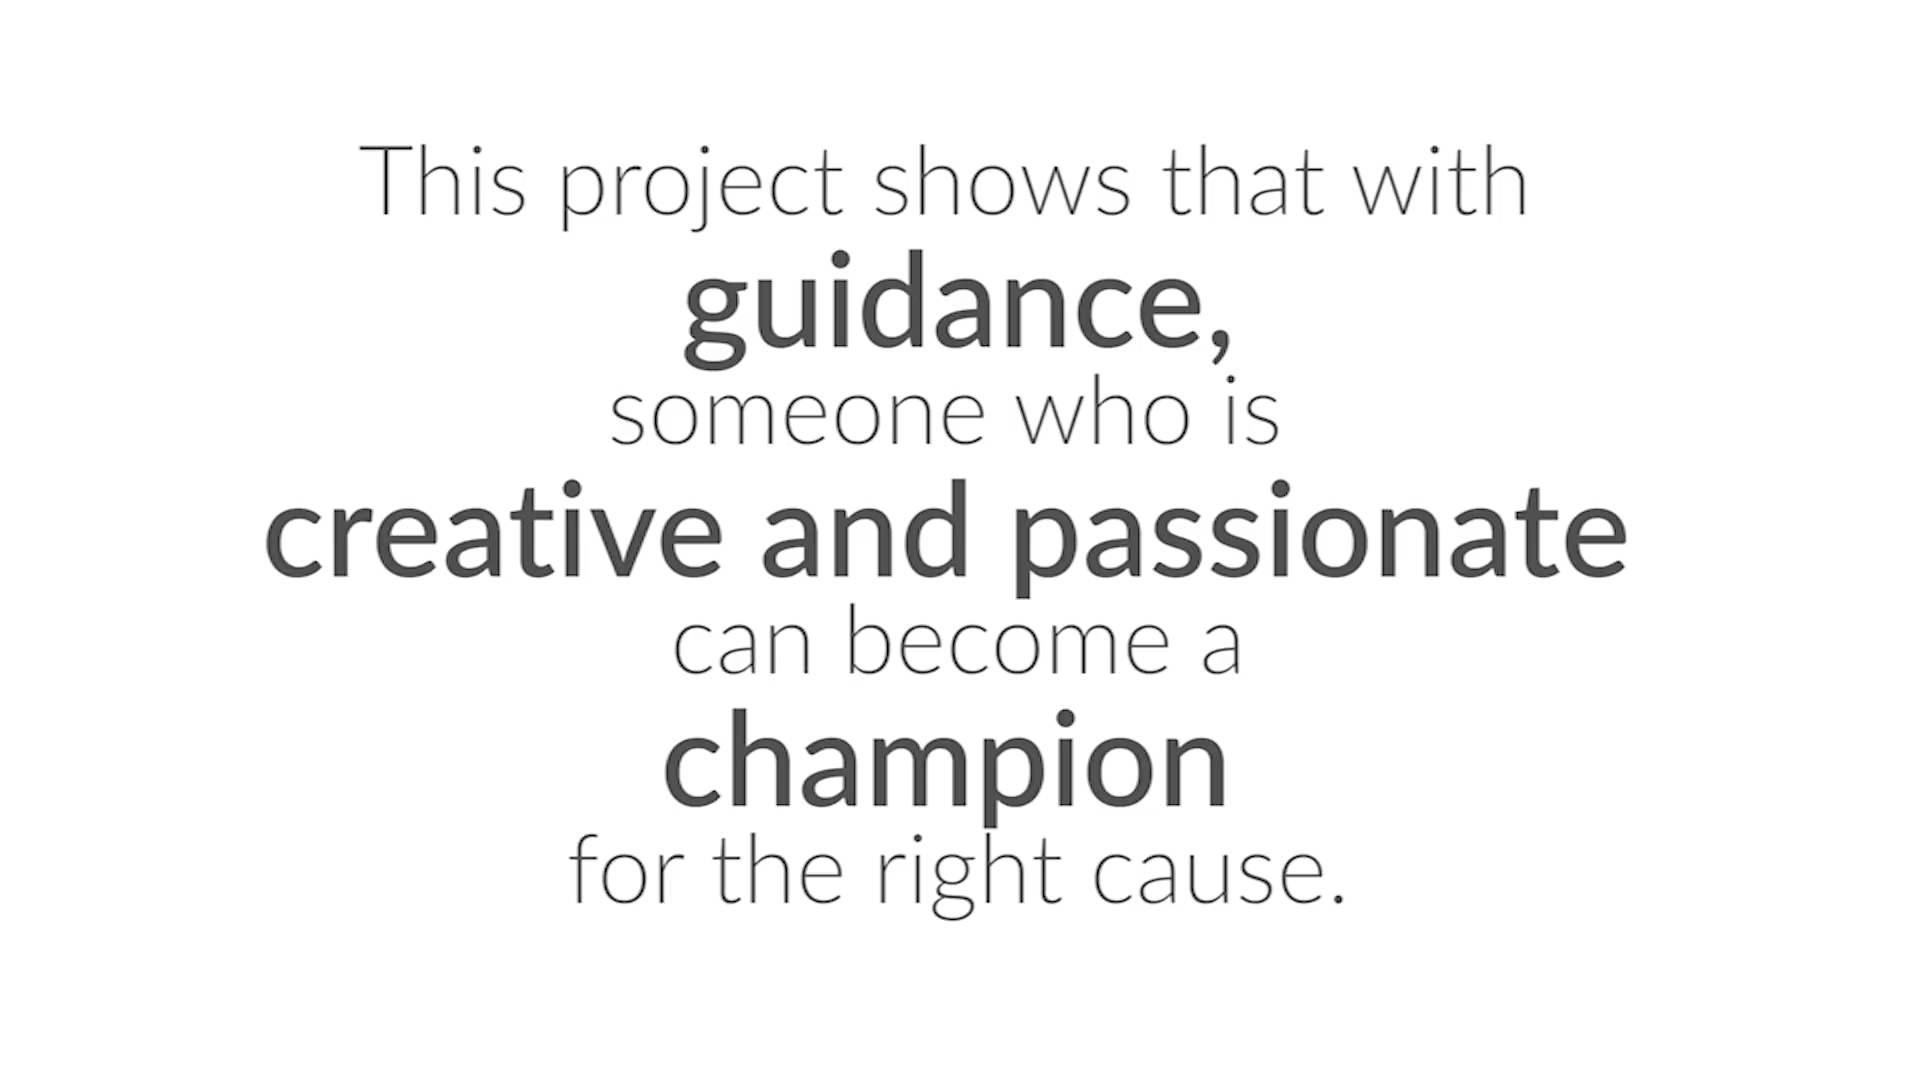 This project shows that with
guidance,
someone who is
creative and passionate
can become a
champion
for the right cause.